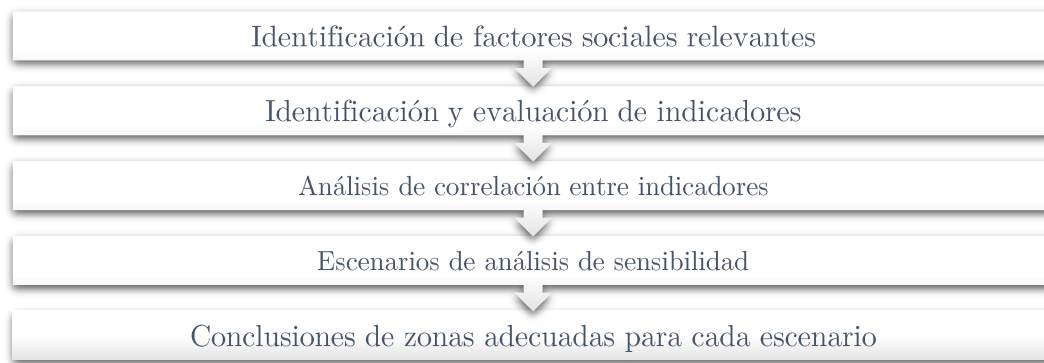 Identificación de factores sociales relevantes
Identificación y evaluación de indicadores
Análisis de correlación entre indicadores
Escenarios de análisis de sensibilidad
Conclusiones de zonas adecuadas para cada escenario